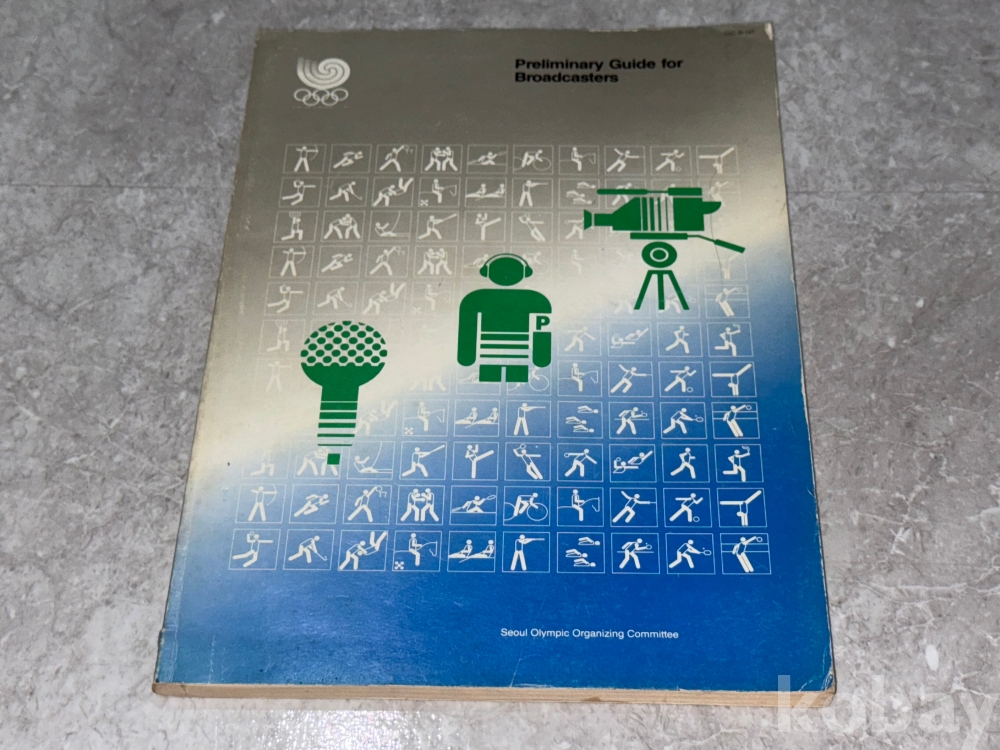 Preliminary Guide for
Broadcasters
P
Seoul Olympic Organizing Committee
kobay